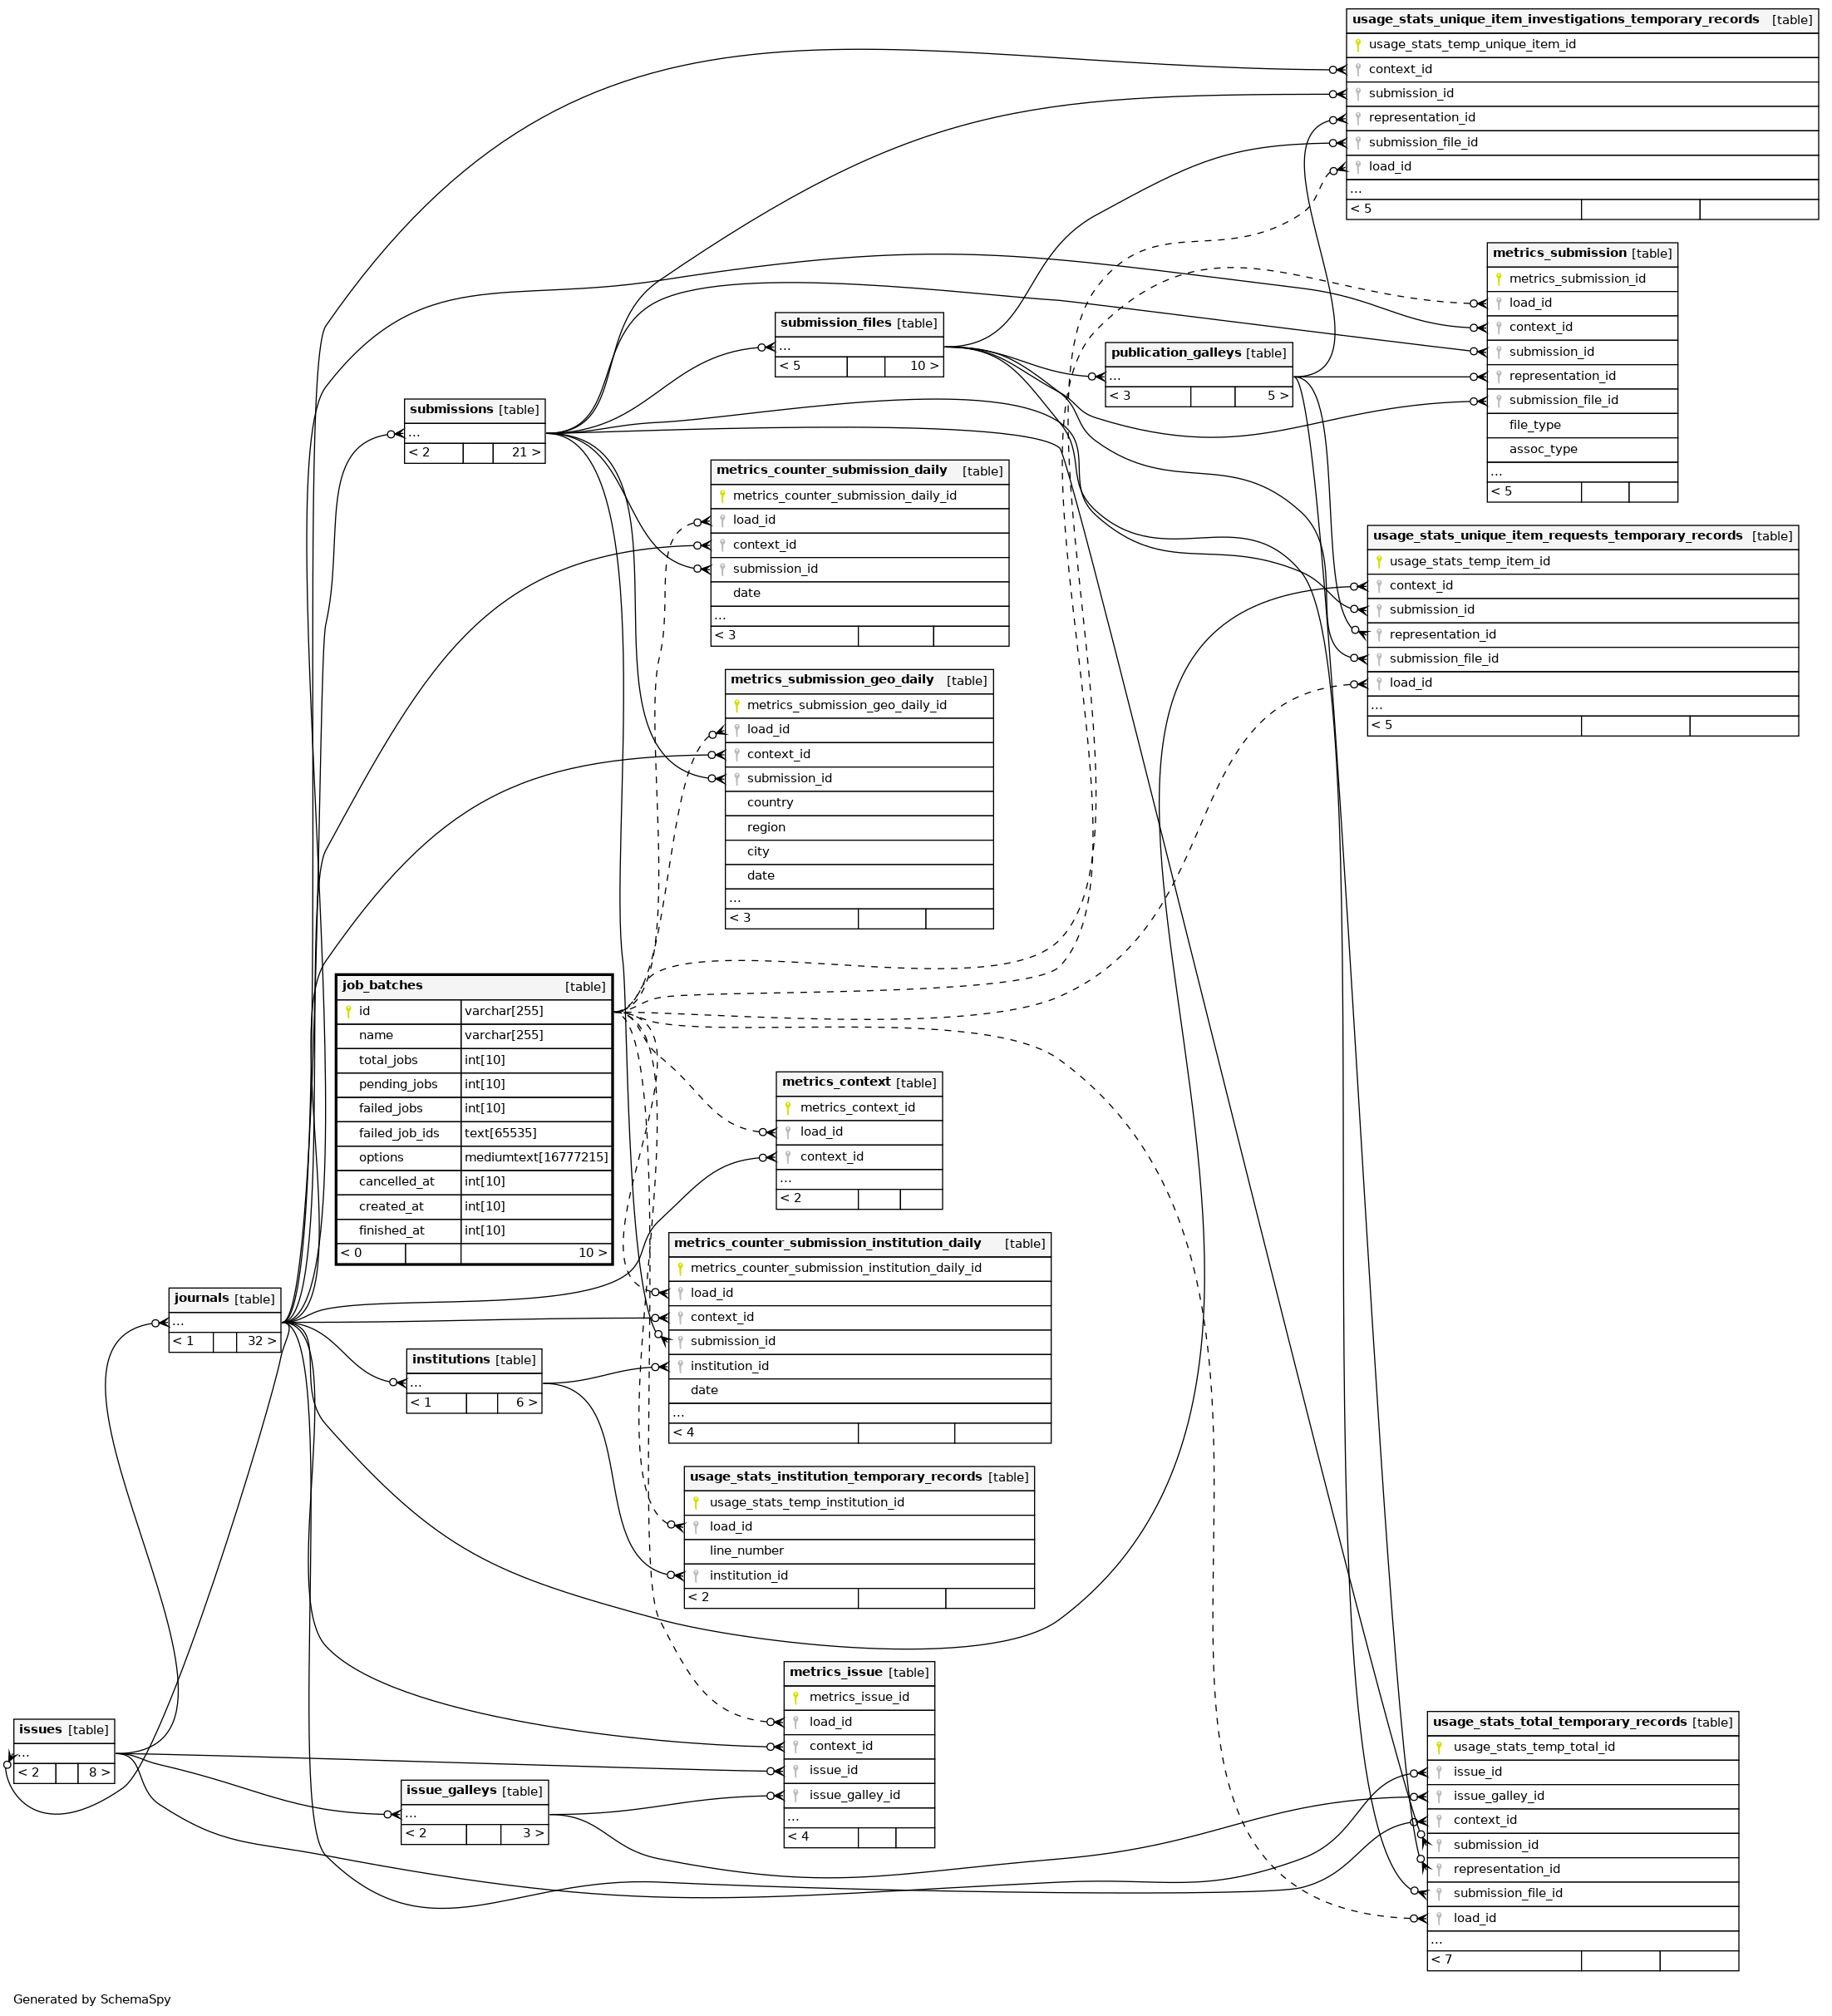 usage_stats_unique_item_investigations_temporary_records [table]
usage_stats_temp_unique_item_id
context_id
submission_id
representation_id
submission_file_id
load_id
...
< 5
metrics_submission [table]
metrics_submission_id
load_id
context_id
submission_id
representation_id
submission_file_id
file_type
assoc_type
...
< 5
submission_files [table]
...
< 5 10 >
publication_galleys [table]
...
< 3 5 >
submissions [table]
...
< 2 21 >
metrics_counter_submission_daily [table]
metrics_counter_submission_daily_id
load_id
context_id
submission_id
date
...
< 3
usage_stats_unique_item_requests_temporary_records [table]
usage_stats_temp_item_id
context_id
submission_id
representation_id
submission_file_id
load_id
...
< 5
metrics_submission_geo_daily [table]
metrics_submission_geo_daily_id
load_id
context_id
submission_id
country
region
city
date
...
< 3
job_batches [table]
id varchar[255]
name varchar[255]
total_jobs int[10]
pending_jobs int[10]
failed_jobs int[10]
failed_job_ids text[65535]
options mediumtext[16777215]
cancelled_at int[10]
created_at int[10]
finished_at int[10]
< 0 10 >
metrics_context [table]
metrics_context_id
load_id
context_id
...
< 2
metrics_counter_submission_institution_daily [table]
metrics_counter_submission_institution_daily_id
load_id
context_id
submission_id
institution_id
date
...
< 4
journals [table]
...
< 1 32 >
institutions [table]
...
< 1 6 >
usage_stats_institution_temporary_records [table]
usage_stats_temp_institution_id
load_id
line_number
institution_id
< 2
metrics_issue [table]
metrics_issue_id
load_id
context_id
issue_id
issue_galley_id
...
< 4
issues [table]
...
< 2 8 >
issue_galleys [table]
...
< 2 3 >
usage_stats_total_temporary_records [table]
usage_stats_temp_total_id
issue_id
issue_galley_id
context_id
submission_id
representation_id
submission_file_id
load_id
...
< 7
Generated by SchemaSpy